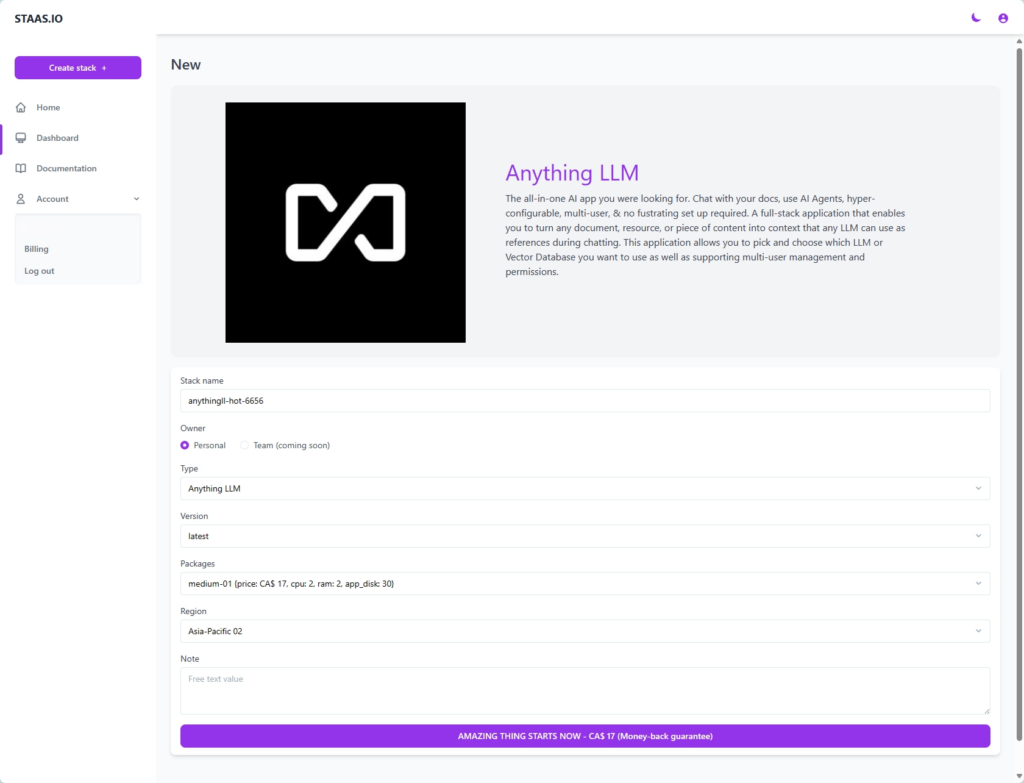 STAAS.IO
Create stack +
Home
Dashboard
Documentation
Account
Billing
Log out
New
Anything LLM
The all-in-one AI app you were looking for. Chat with your docs, use AI Agents, hyper-
configurable, multi-user, & no fustrating set up required. A full-stack application that enables
you to turn any document, resource, or piece of content into context that any LLM can use as
references during chatting. This application allows you to pick and choose which LLM or
Vector Database you want to use as well as supporting multi-user management and
permissions.
Stack name
anythingll-hot-6656
Owner
Personal Team (coming soon)
Type
Anything LLM
Version
latest
Packages
medium-01 (price: CA$ 17, cpu: 2, ram: 2, app_disk: 30)
Region
Asia-Pacific 02
Note
Free text value
AMAZING THING STARTS NOW - CA$ 17 (Money-back guarantee)